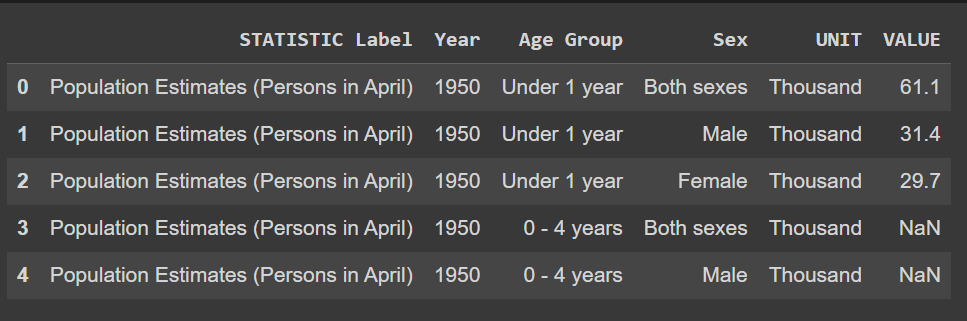 STATISTIC Label Year Age Group Sex UNIT VALUE
0 Population Estimates (Persons in April) 1950 Under 1 year Both sexes Thousand 61.1
1 Population Estimates (Persons in April) 1950 Under 1 year Male Thousand 31.4
2 Population Estimates (Persons in April) 1950 Under 1 year Female Thousand 29.7
3 Population Estimates (Persons in April) 1950 0 - 4 years Both sexes Thousand NaN
4 Population Estimates (Persons in April) 1950 0 - 4 years Male Thousand NaN